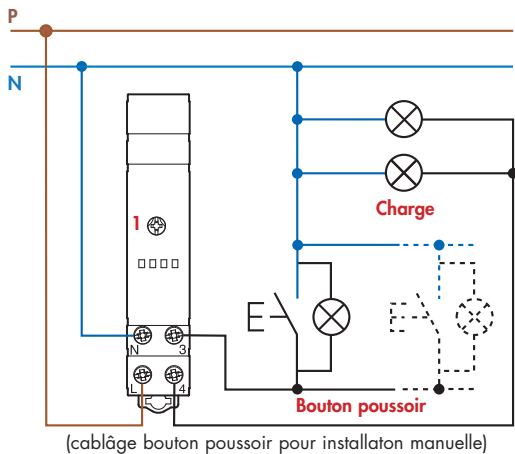 P
N
1
Charge
N 3
L 4
Bouton poussoir
(cablâge bouton poussoir pour installaton manuelle)